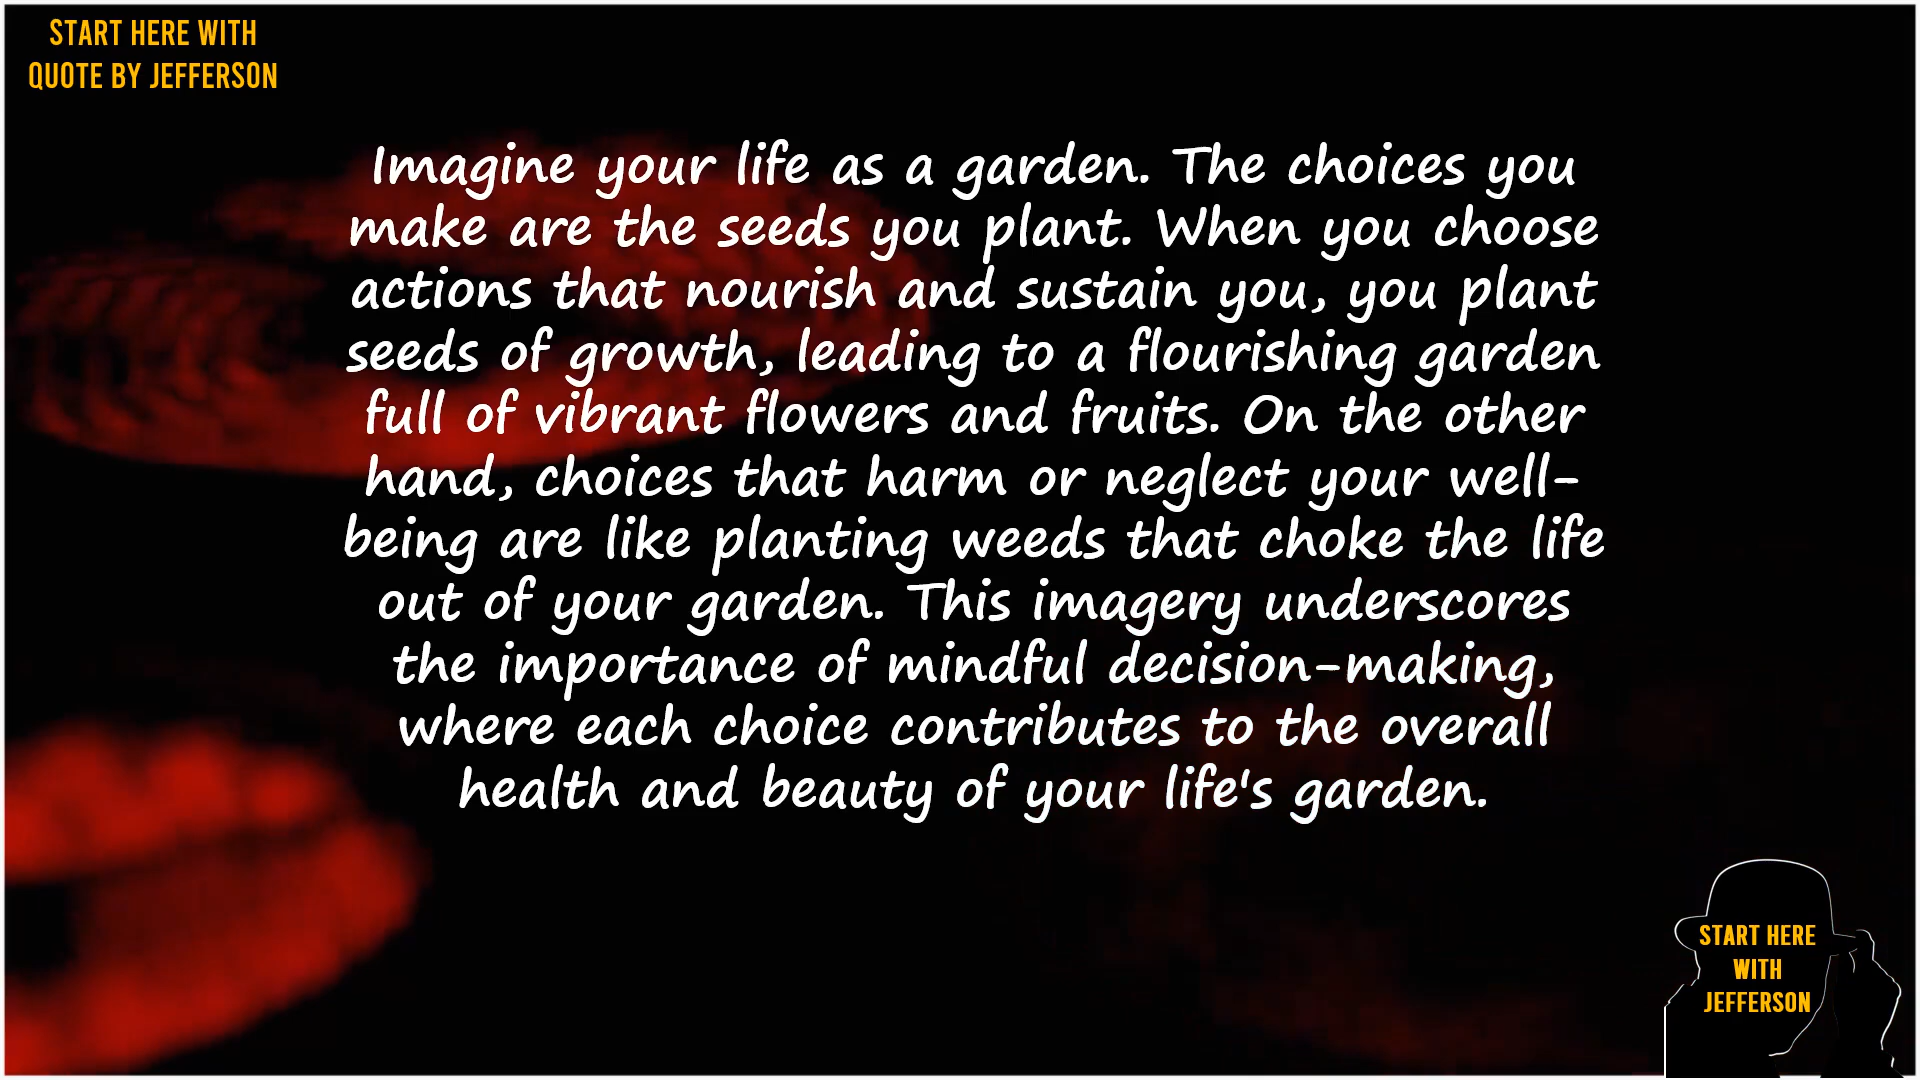 START HERE WITH
QUOTE BY JEFFERSON
Imagine your life as a garden. The choices you
make are the seeds you plant. When you choose
actions that nourish and sustain you, you plant
seeds of growth, leading to a flourishing garden
full of vibrant flowers and fruits. On the other
hand, choices that harm or neglect your well-
being are like planting weeds that choke the life
out of your garden. This imagery underscores
the importance of mindful decision-making,
where each choice contributes to the overall
health and beauty of your life's garden.
START HERE
WITH
JEFFERSON